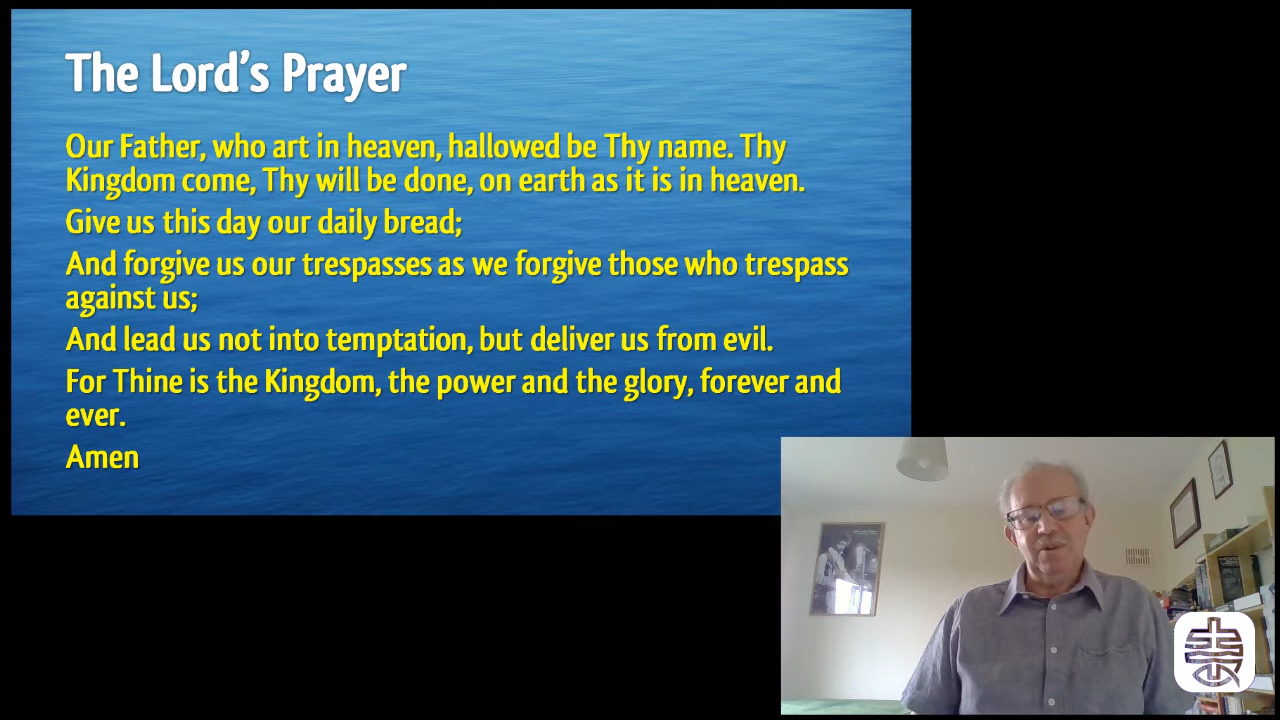 The Lord's Prayer
Our Father, who art in heaven, hallowed be Thy name. Thy
Kingdom come, Thy will be done, on earth as it is in heaven.
Give us this day our daily bread;
And forgive us our trespasses as we forgive those who trespass
against us;
And lead us not into temptation, but deliver us from evil.
For Thine is the Kingdom, the power and the glory, forever and
ever.
Amen